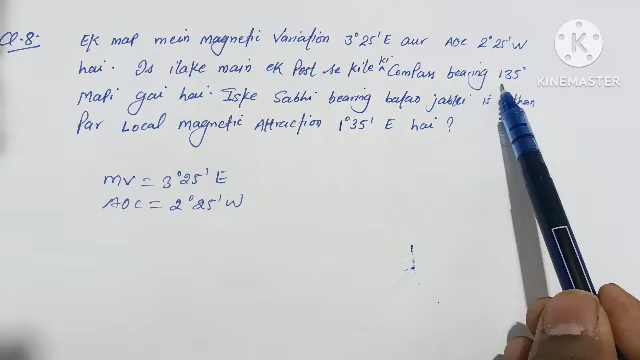 Q.8. Ek map mein magnetic Variation 3°25' E aur AOC 2°25' W
hai. Is ilake main ek Post se kile ki Compass bearing 135°
Mapi gai hai. Iske Sabhi bearing batao jabki is than
Par Local magnetic Attraction 1°35' E hai ?
MV = 3°25' E
AOC = 2°25' W
K
KINEMASTER